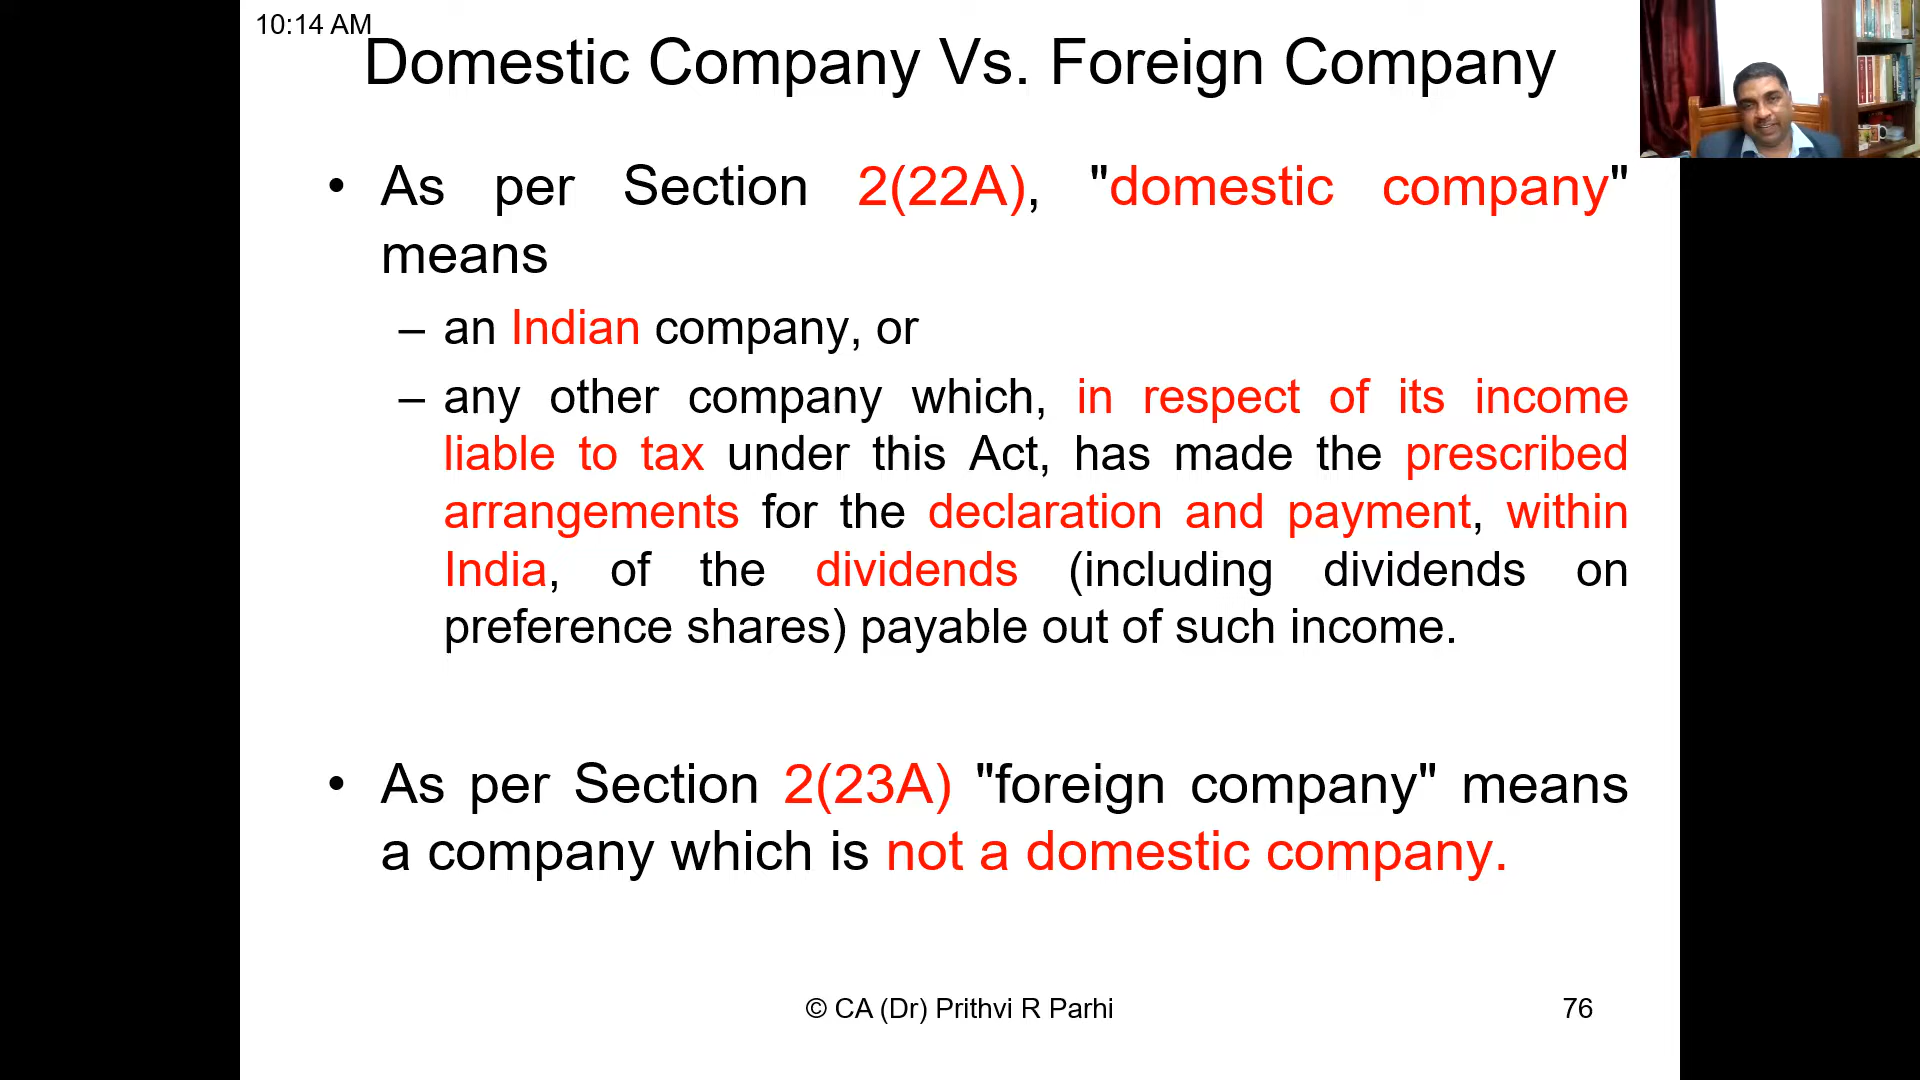 10:14 AM
Domestic Company Vs. Foreign Company
• As per Section 2(22A), "domestic company"
means
– an Indian company, or
– any other company which, in respect of its income
liable to tax under this Act, has made the prescribed
arrangements for the declaration and payment, within
India, of the dividends (including dividends on
preference shares) payable out of such income.
• As per Section 2(23A) "foreign company" means
a company which is not a domestic company.
© CA (Dr) Prithvi R Parhi
76